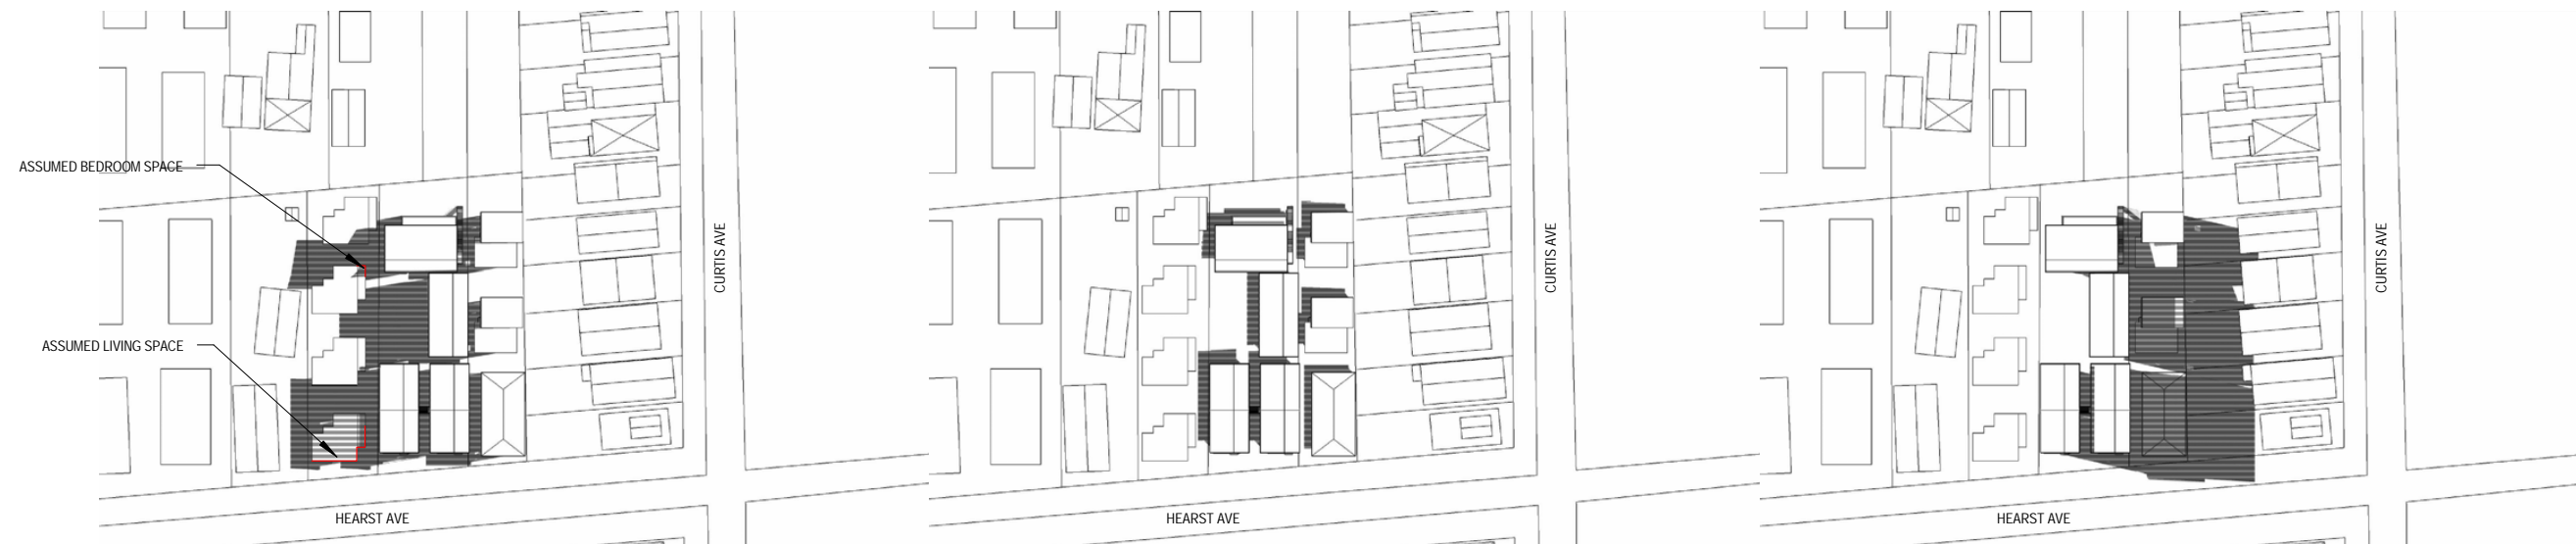 ASSUMED BEDROOM SPACE
ASSUMED LIVING SPACE
CURTIS AVE
HEARST AVE
CURTIS AVE
HEARST AVE
CURTIS AVE
HEARST AVE